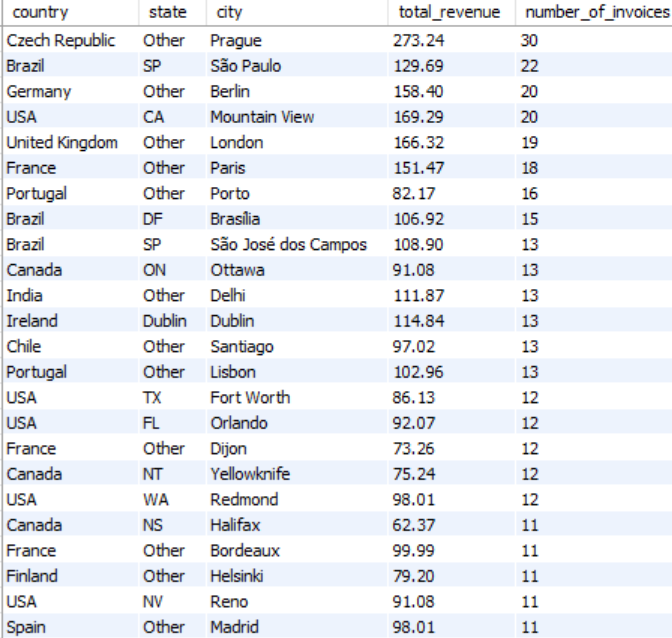 country state city total_revenue number_of_invoices
Czech Republic Other Prague 273.24 30
Brazil SP São Paulo 129.69 22
Germany Other Berlin 158.40 20
USA CA Mountain View 169.29 20
United Kingdom Other London 166.32 19
France Other Paris 151.47 18
Portugal Other Porto 82.17 16
Brazil DF Brasília 106.92 15
Brazil SP São José dos Campos 108.90 13
Canada ON Ottawa 91.08 13
India Other Delhi 111.87 13
Ireland Dublin Dublin 114.84 13
Chile Other Santiago 97.02 13
Portugal Other Lisbon 102.96 13
USA TX Fort Worth 86.13 12
USA FL Orlando 92.07 12
France Other Dijon 73.26 12
Canada NT Yellowknife 75.24 12
USA WA Redmond 98.01 12
Canada NS Halifax 62.37 11
France Other Bordeaux 99.99 11
Finland Other Helsinki 79.20 11
USA NV Reno 91.08 11
Spain Other Madrid 98.01 11